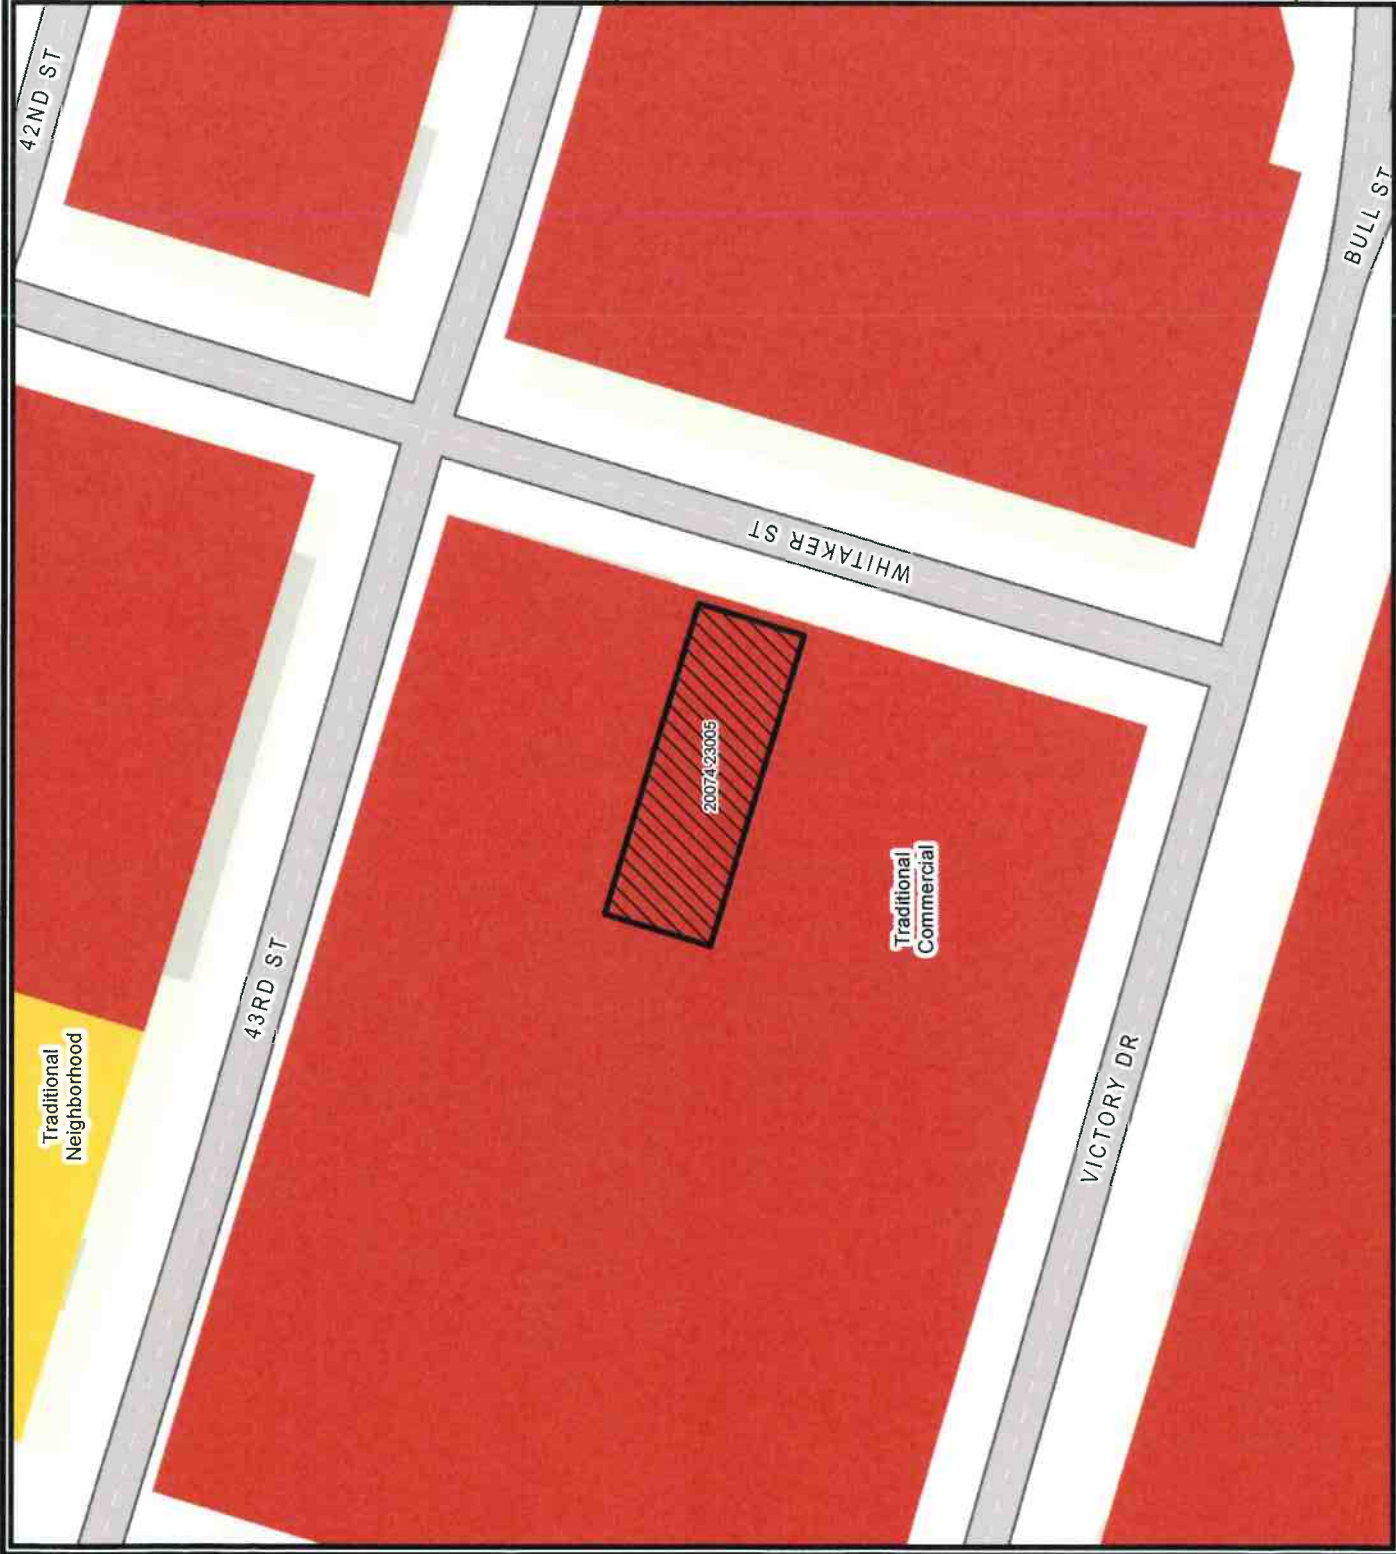 42ND ST
BULL ST
WHITAKER ST
20074 23005
Traditional
Commercial
43RD ST
Traditional
Neighborhood
VICTORY DR